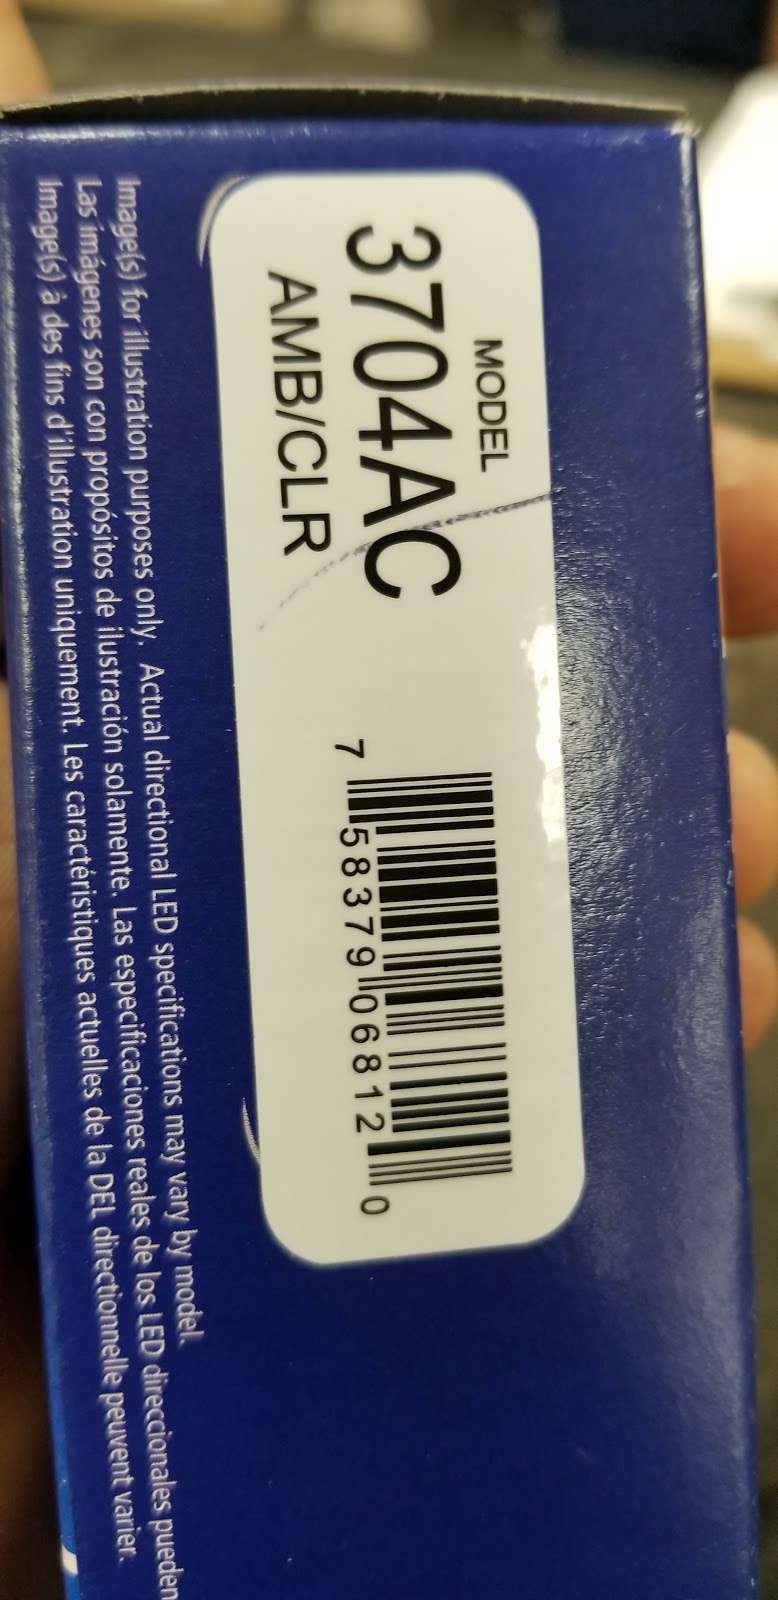 MODEL
3704AC
AMB/CLR
7 58379 06812 0
Image(s) for illustration purposes only. Actual directional LED specifications may vary by model.
Las imágenes son con propósitos de ilustración solamente. Las especificaciones reales de los LED direccionales pueden
Image(s) à des fins d'illustration uniquement. Les caractéristiques actuelles de la DEL directionnelle peuvent varier.